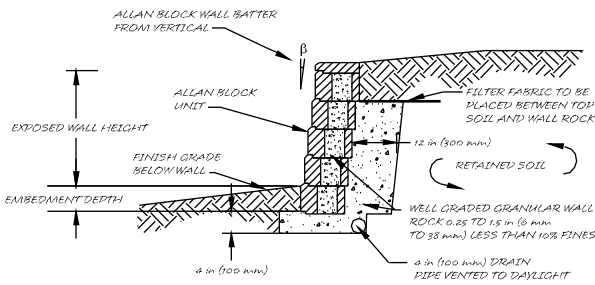 ALLAN BLOCK WALL BATTER
FROM VERTICAL
β
ALLAN BLOCK
UNIT
FILTER FABRIC TO BE
PLACED BETWEEN TOP
SOIL AND WALL ROCK
EXPOSED WALL HEIGHT
12 in (300 mm)
FINISH GRADE
BELOW WALL
RETAINED SOIL
EMBEDMENT DEPTH
WELL GRADED GRANULAR WALL
ROCK 0.25 TO 1.5 in (6 mm
TO 38 mm) LESS THAN 10% FINES
4 in (100 mm)
4 in (100 mm) DRAIN
PIPE VENTED TO DAYLIGHT